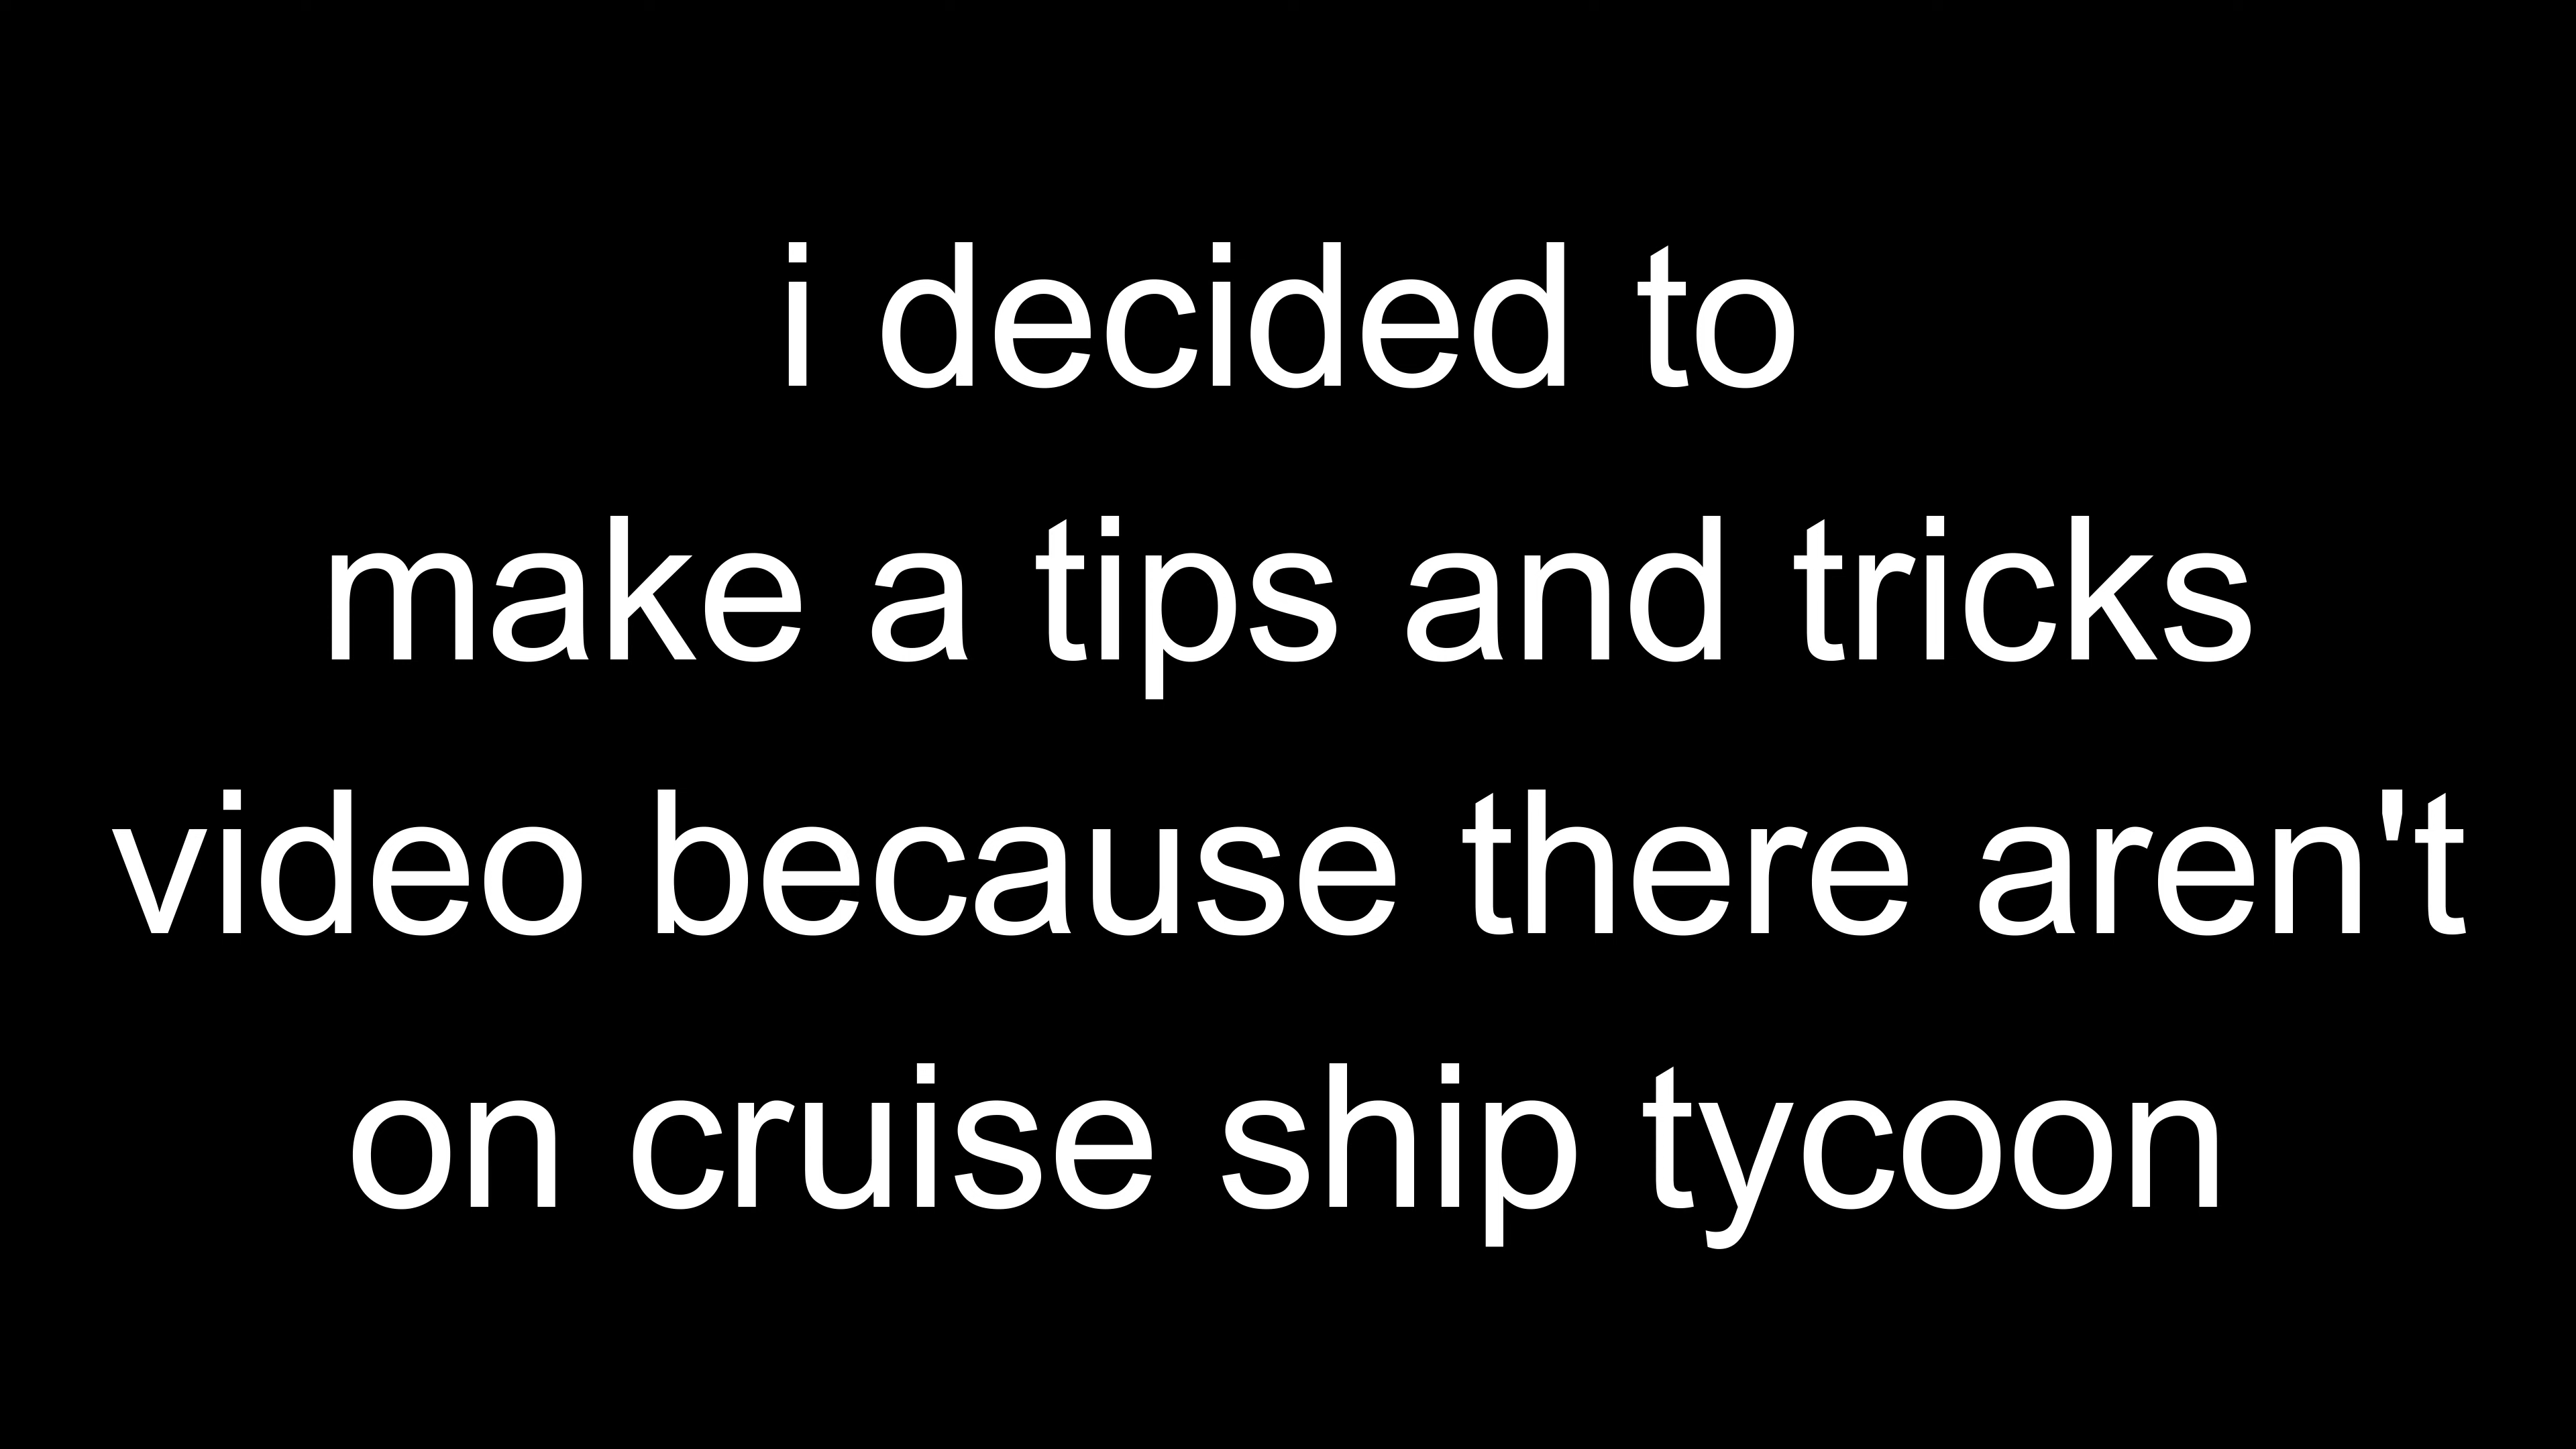 i decided to
make a tips and tricks
video because there aren't
on cruise ship tycoon